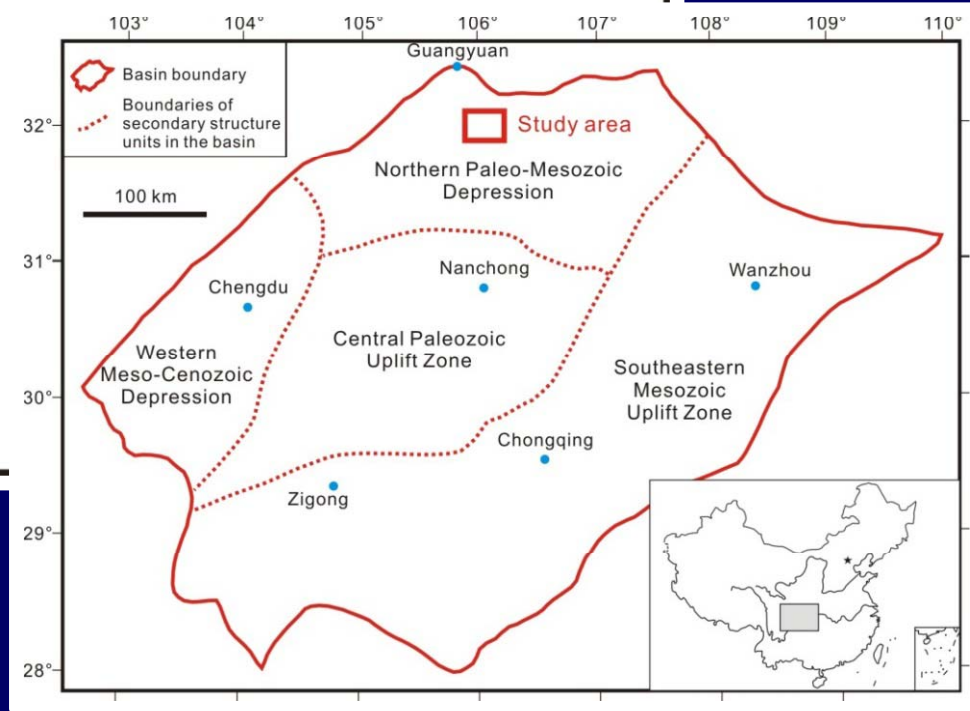 103° 104° 105° 106° 107° 108° 109° 110°
Guangyuan
Basin boundary
Boundaries of
secondary structure
units in the basin
32°
Study area
Northern Paleo-Mesozoic
Depression
100 km
31°
Nanchong
Wanzhou
Chengdu
Central Paleozoic
Uplift Zone
Western
Meso-Cenozoic
Depression
Southeastern
Mesozoic
Uplift Zone
30°
Chongqing
Zigong
29°
28°